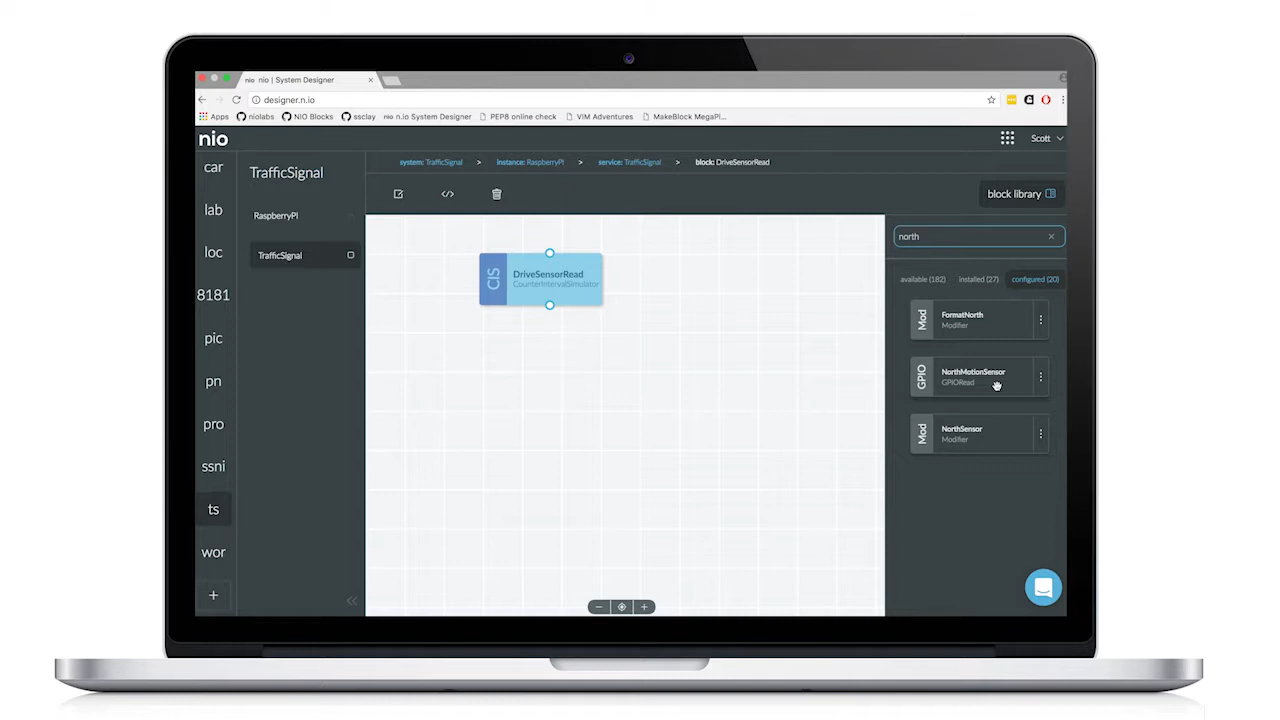 nio nio | System Designer
designer.n.io
Apps niolabs NIO Blocks ssclay nio n.io System Designer PEP8 online check VIM Adventures MakeBlock MegaPi...
nio
Scott
car
lab
loc
8181
pic
pn
pro
ssni
ts
wor
+
TrafficSignal
RaspberryPI
TrafficSignal
system: TrafficSignal > instance: RaspberryPI > service: TrafficSignal > block: DriveSensorRead
block library
CIS
DriveSensorRead
CounterIntervalSimulator
north
available (182) installed (27) configured (20)
Mod
FormatNorth
Modifier
GPIO
NorthMotionSensor
GPIORead
Mod
NorthSensor
Modifier